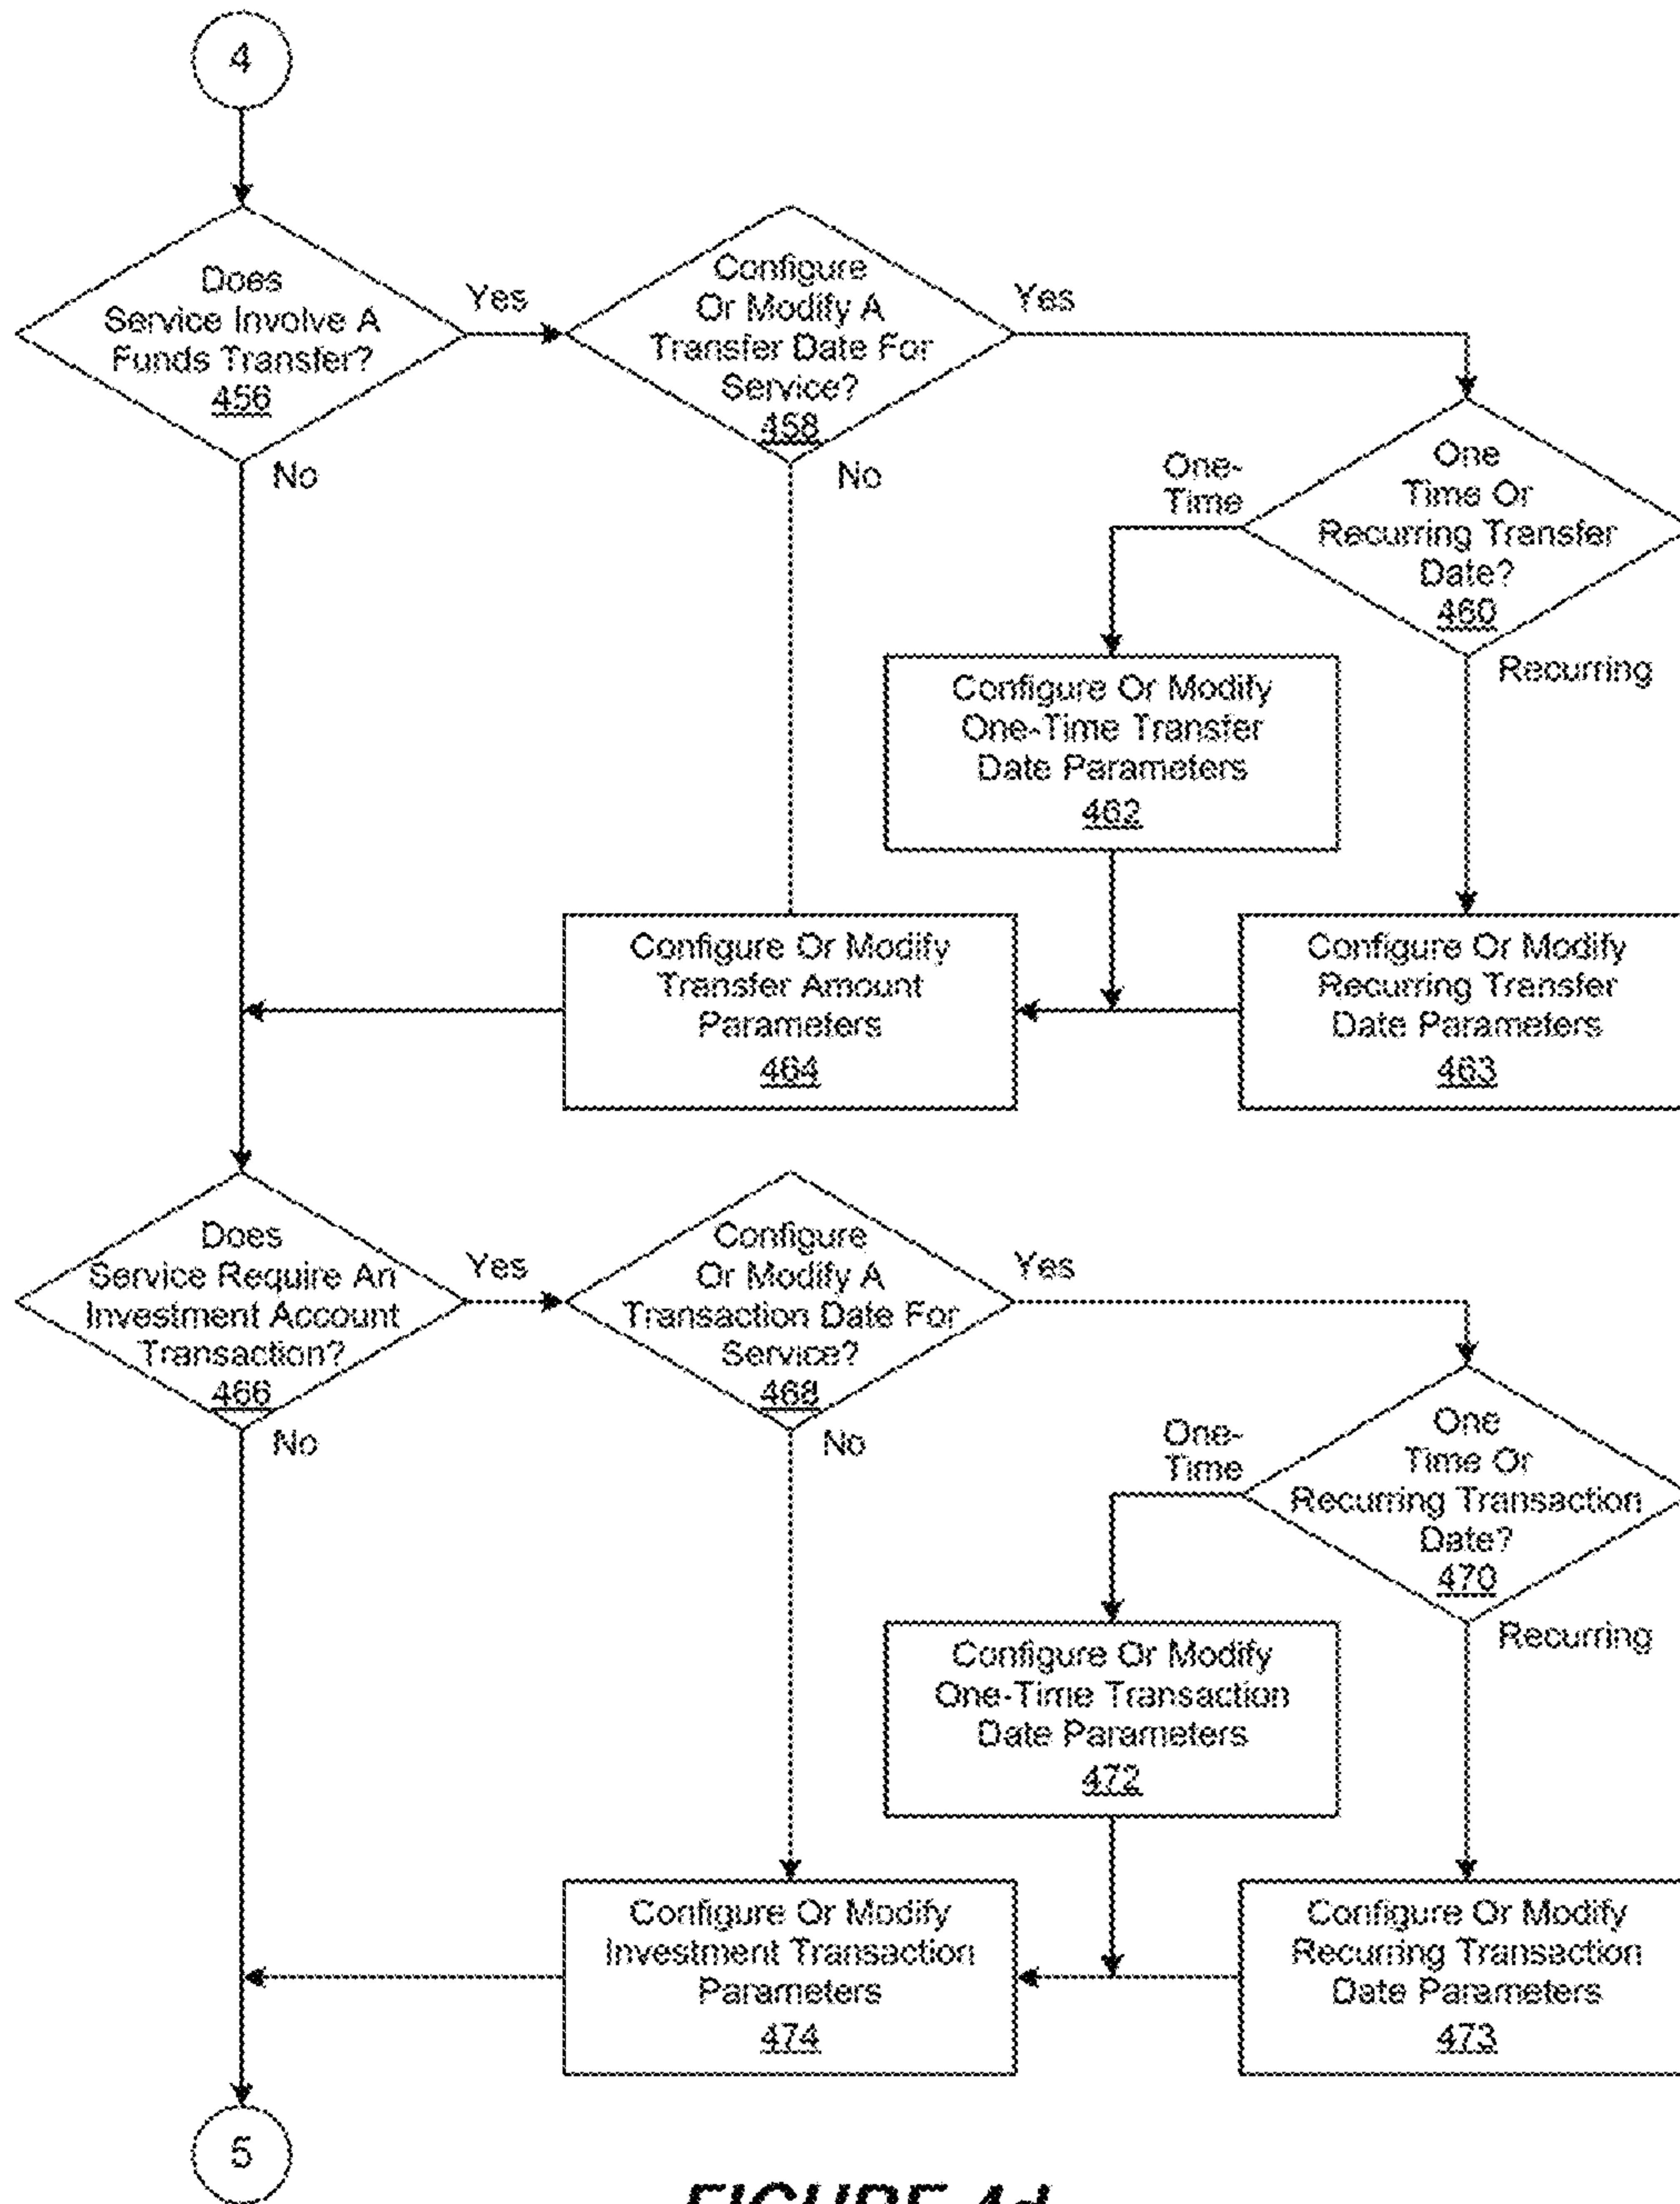 4
Does
Service Involve A
Funds Transfer?
456
Yes
No
Configure
Or Modify A
Transfer Date For
Service?
458
Yes
No
One
Time Or
Recurring Transfer
Date?
460
One-
Time
Recurring
Configure Or Modify
One-Time Transfer
Date Parameters
462
Configure Or Modify
Transfer Amount
Parameters
464
Configure Or Modify
Recurring Transfer
Date Parameters
463
Does
Service Require An
Investment Account
Transaction?
466
Yes
No
Configure
Or Modify A
Transaction Date For
Service?
468
Yes
No
One
Time Or
Recurring Transaction
Date?
470
One-
Time
Recurring
Configure Or Modify
One-Time Transaction
Date Parameters
472
Configure Or Modify
Investment Transaction
Parameters
474
Configure Or Modify
Recurring Transaction
Date Parameters
473
5
FIGURE 4d